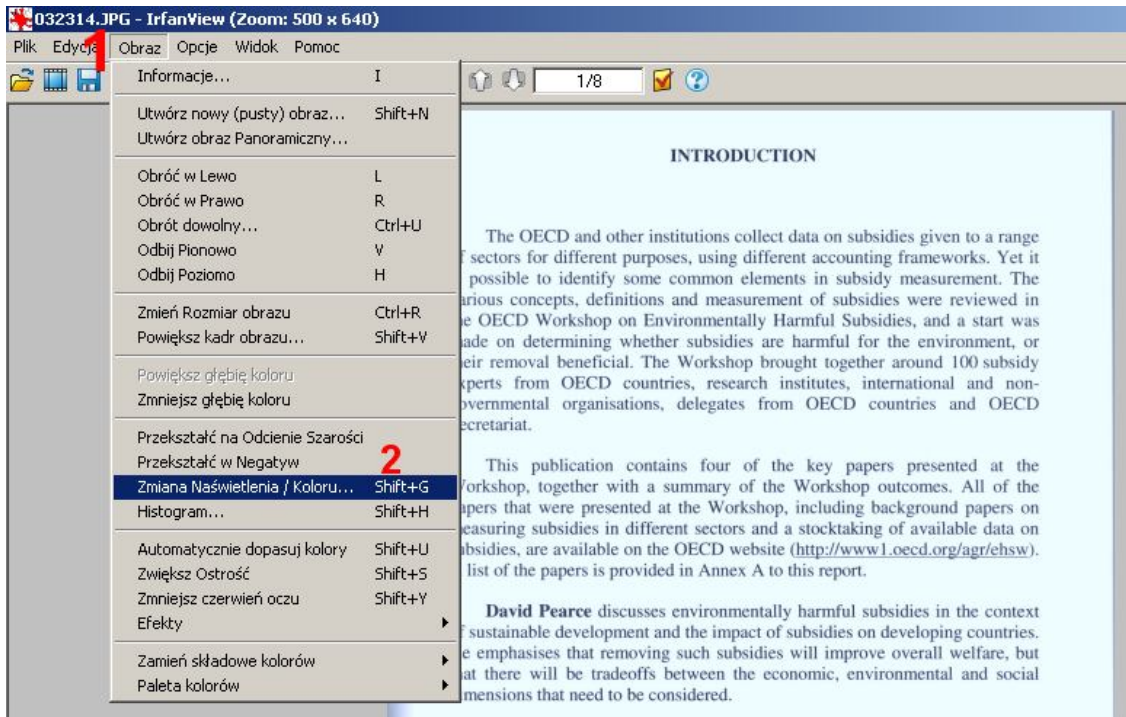 032314.JPG - IrfanView (Zoom: 500 x 640)
Plik Edycja Obraz Opcje Widok Pomoc
1
1/8
Informacje... I
Utwórz nowy (pusty) obraz... Shift+N
Utwórz obraz Panoramiczny...
Obróć w Lewo L
Obróć w Prawo R
Obrót dowolny... Ctrl+U
Odbij Pionowo V
Odbij Poziomo H
Zmień Rozmiar obrazu Ctrl+R
Powiększ kadr obrazu... Shift+V
Powiększ głębię koloru
Zmniejsz głębię koloru
Przekształć na Odcienie Szarości
Przekształć w Negatyw
2
Zmiana Naświetlenia / Koloru... Shift+G
Histogram... Shift+H
Automatycznie dopasuj kolory Shift+U
Zwiększ Ostrość Shift+S
Zmniejsz czerwień oczu Shift+Y
Efekty
Zamień składowe kolorów
Paleta kolorów
INTRODUCTION
The OECD and other institutions collect data on subsidies given to a range
sectors for different purposes, using different accounting frameworks. Yet it
possible to identify some common elements in subsidy measurement. The
concepts, definitions and measurement of subsidies were reviewed in
OECD Workshop on Environmentally Harmful Subsidies, and a start was
on determining whether subsidies are harmful for the environment, or
removal beneficial. The Workshop brought together around 100 subsidy
from OECD countries, research institutes, international and non-
organisations, delegates from OECD countries and OECD
This publication contains four of the key papers presented at the
together with a summary of the Workshop outcomes. All of the
that were presented at the Workshop, including background papers on
subsidies in different sectors and a stocktaking of available data on
are available on the OECD website (http://www1.oecd.org/agr/ehsw).
list of the papers is provided in Annex A to this report.
David Pearce discusses environmentally harmful subsidies in the context
sustainable development and the impact of subsidies on developing countries.
emphasises that removing such subsidies will improve overall welfare, but
there will be tradeoffs between the economic, environmental and social
that need to be considered.